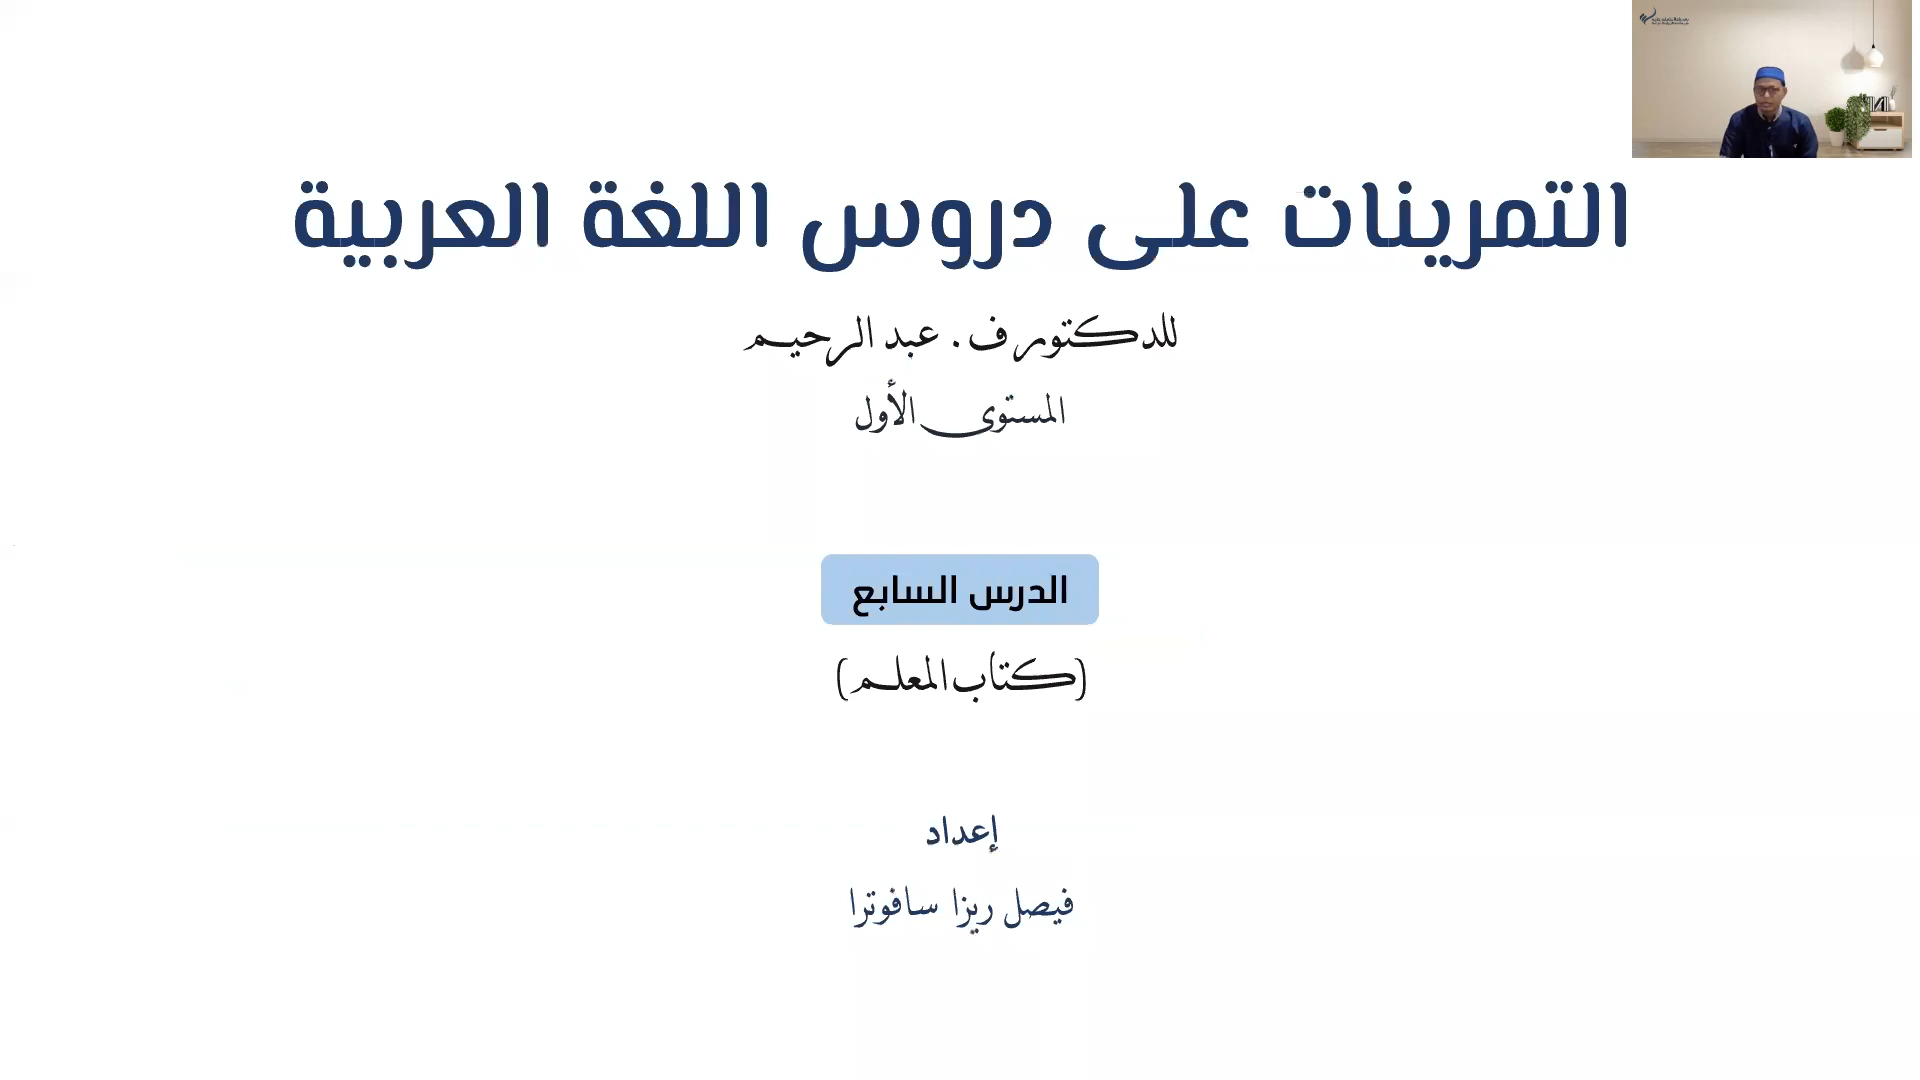 التمرينات على دروس اللغة العربية
للدكتور ف. عبد الرحيم
المستوى الأول
الدرس السابع
(كتاب المعلم)
إعداد
فيصل ريزا سافوترا